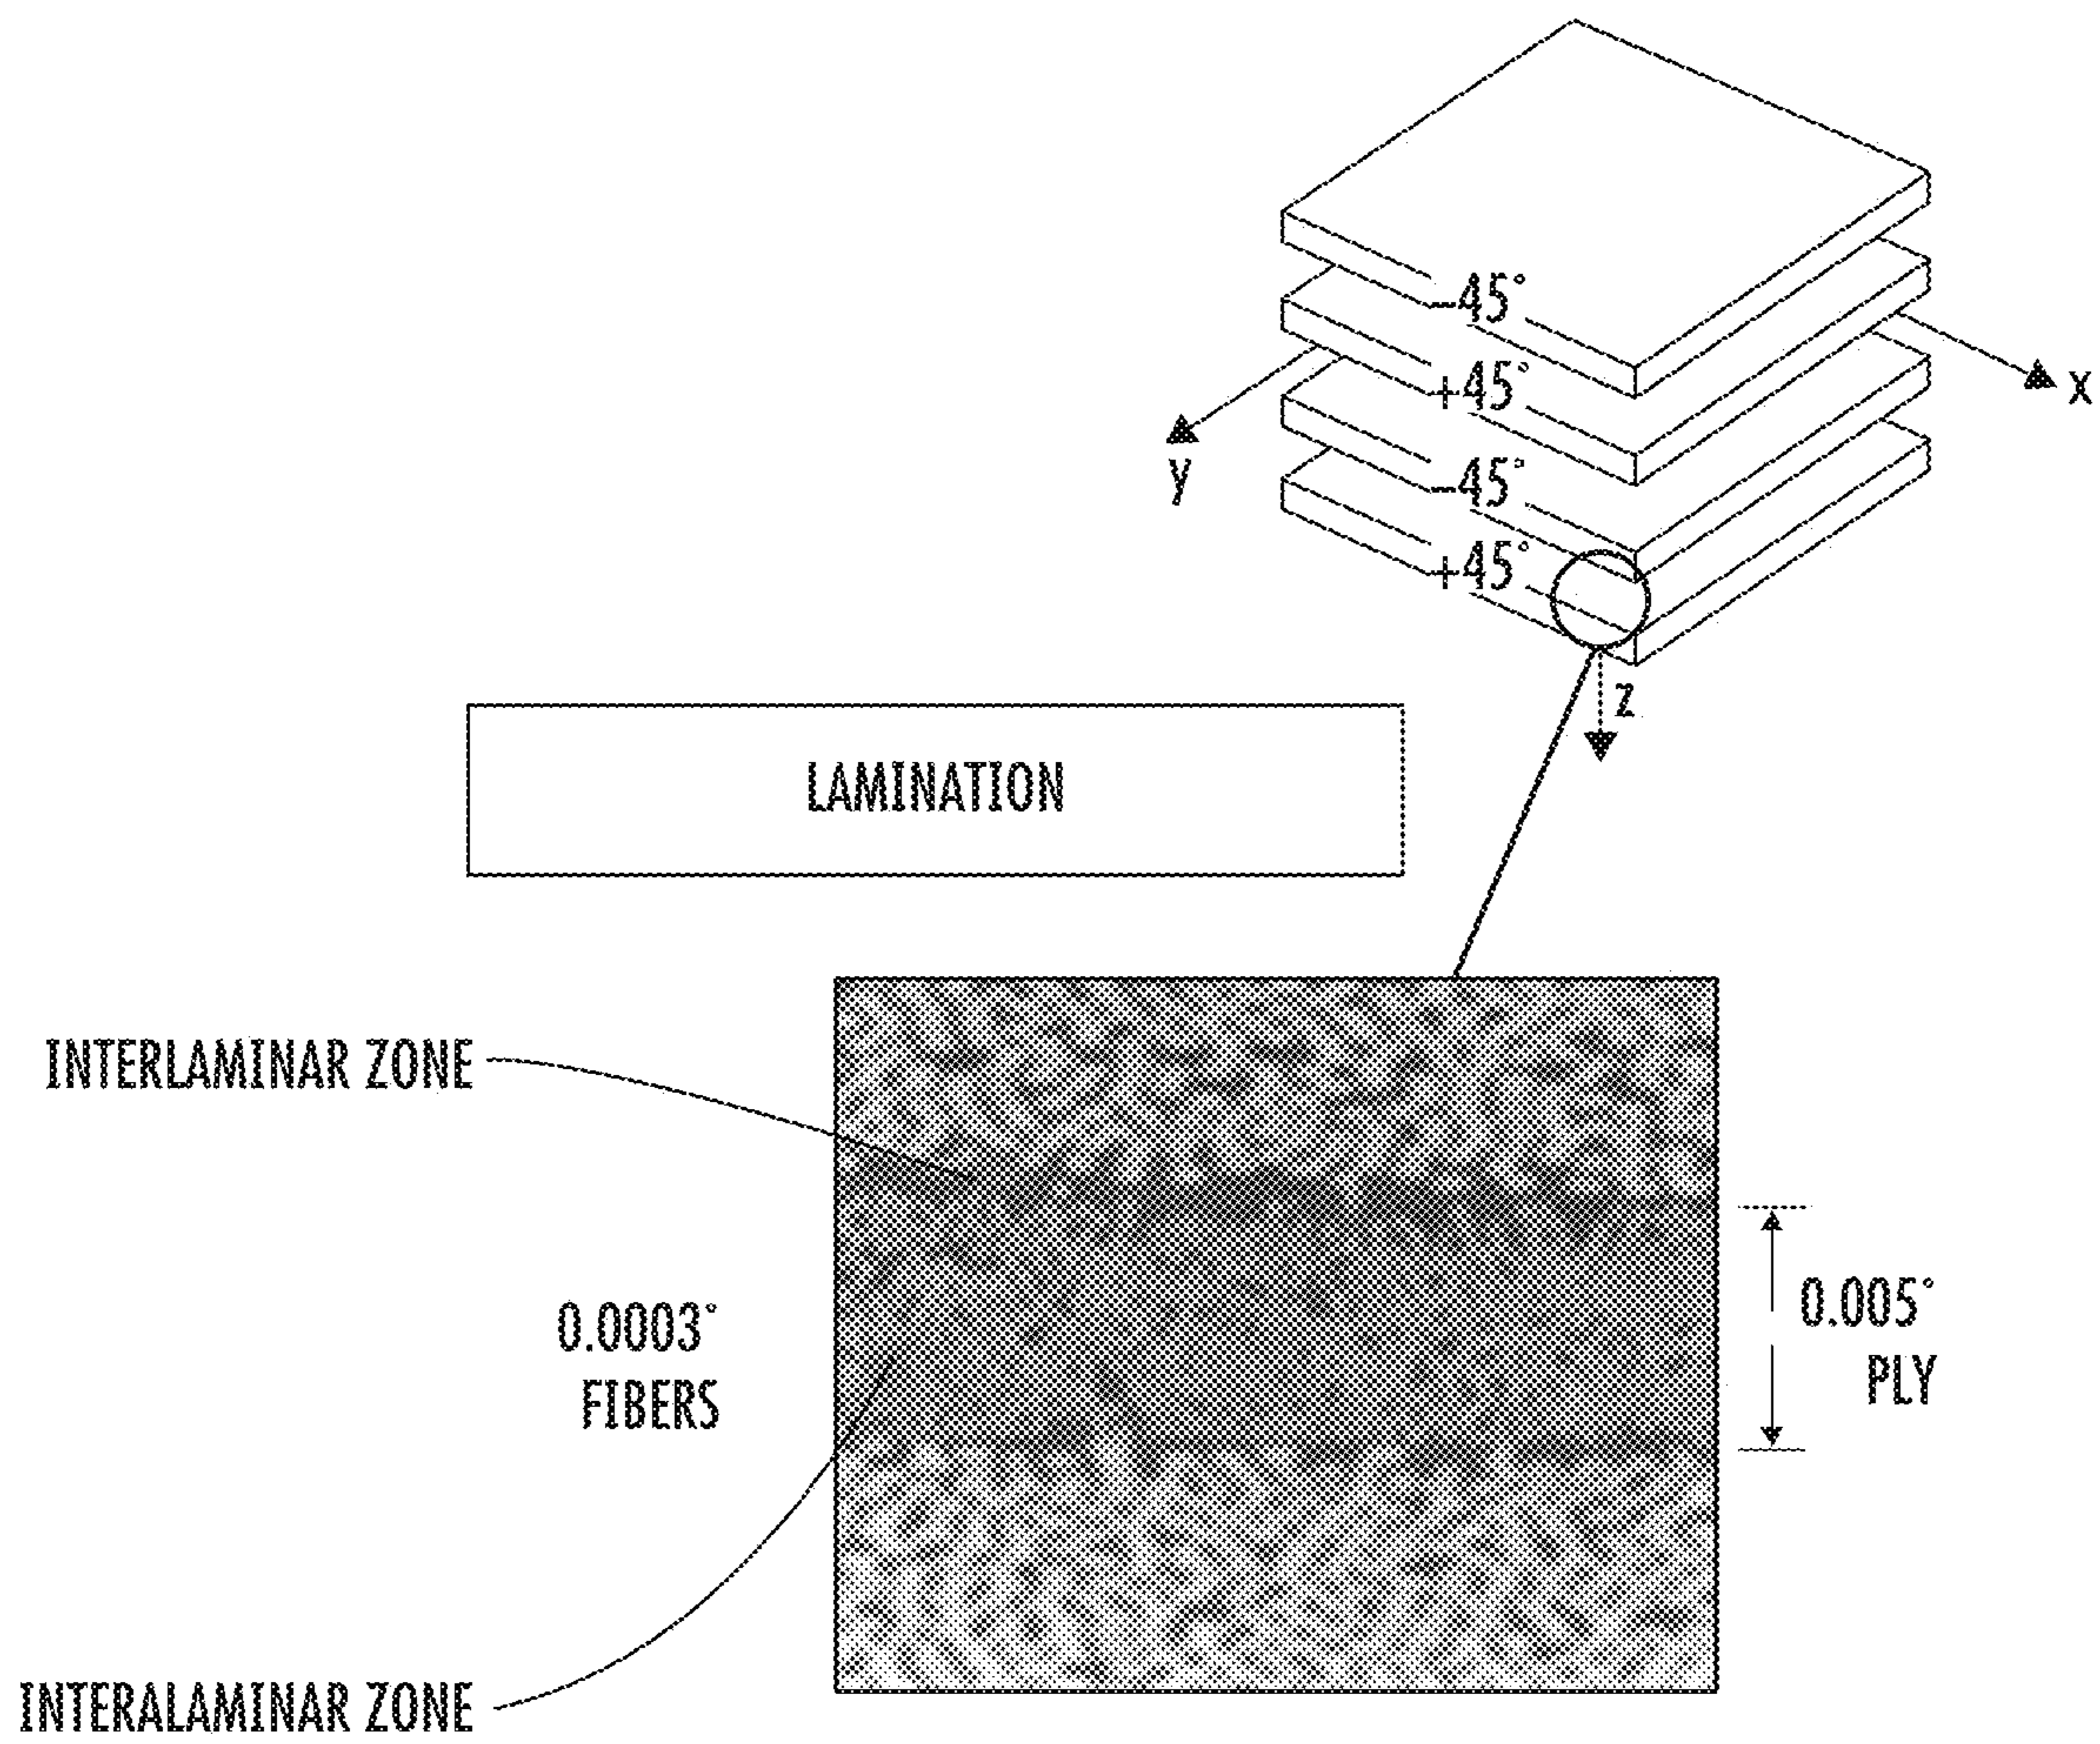 -45°
+45°
x
y
-45°
+45°
z
LAMINATION
INTERLAMINAR ZONE
0.0003°
FIBERS
0.005°
PLY
INTERALAMINAR ZONE